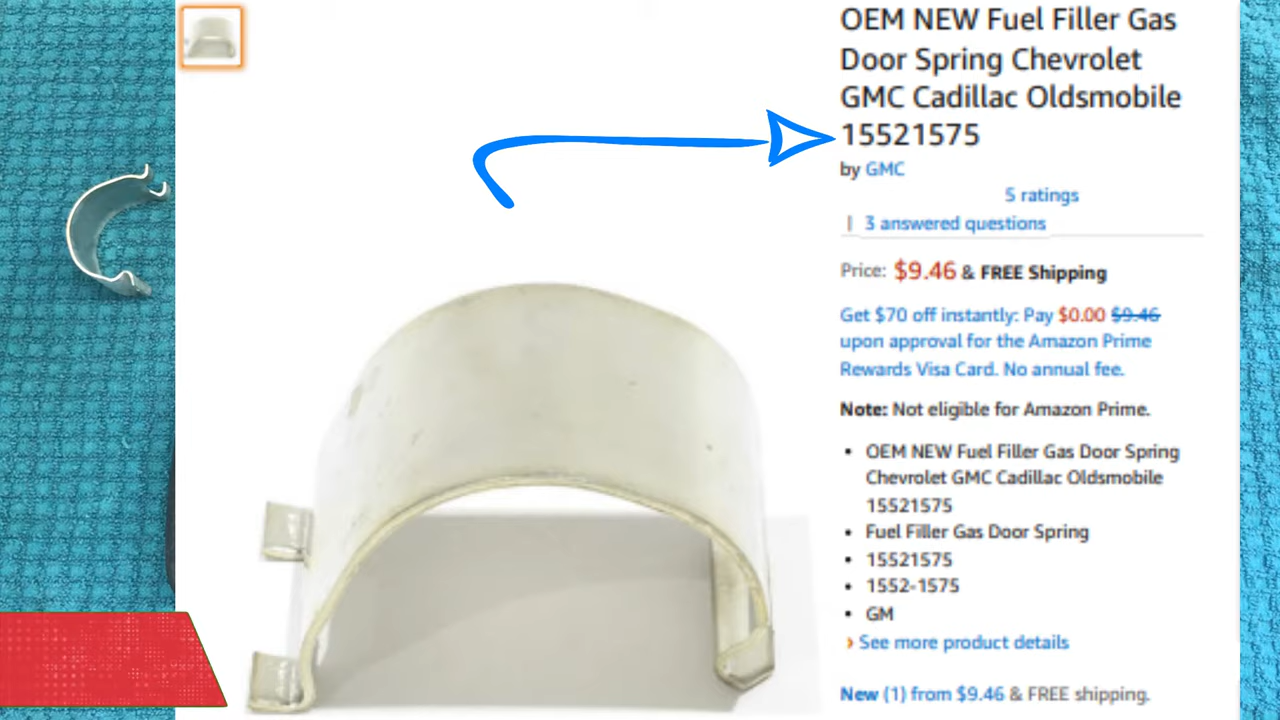 OEM NEW Fuel Filler Gas
Door Spring Chevrolet
GMC Cadillac Oldsmobile
15521575
by GMC
5 ratings
| 3 answered questions
Price: $9.46 & FREE Shipping
Get $70 off instantly: Pay $0.00 $9.46
upon approval for the Amazon Prime
Rewards Visa Card. No annual fee.
Note: Not eligible for Amazon Prime.
• OEM NEW Fuel Filler Gas Door Spring
Chevrolet GMC Cadillac Oldsmobile
15521575
• Fuel Filler Gas Door Spring
• 15521575
• 1552-1575
• GM
› See more product details
New (1) from $9.46 & FREE shipping.